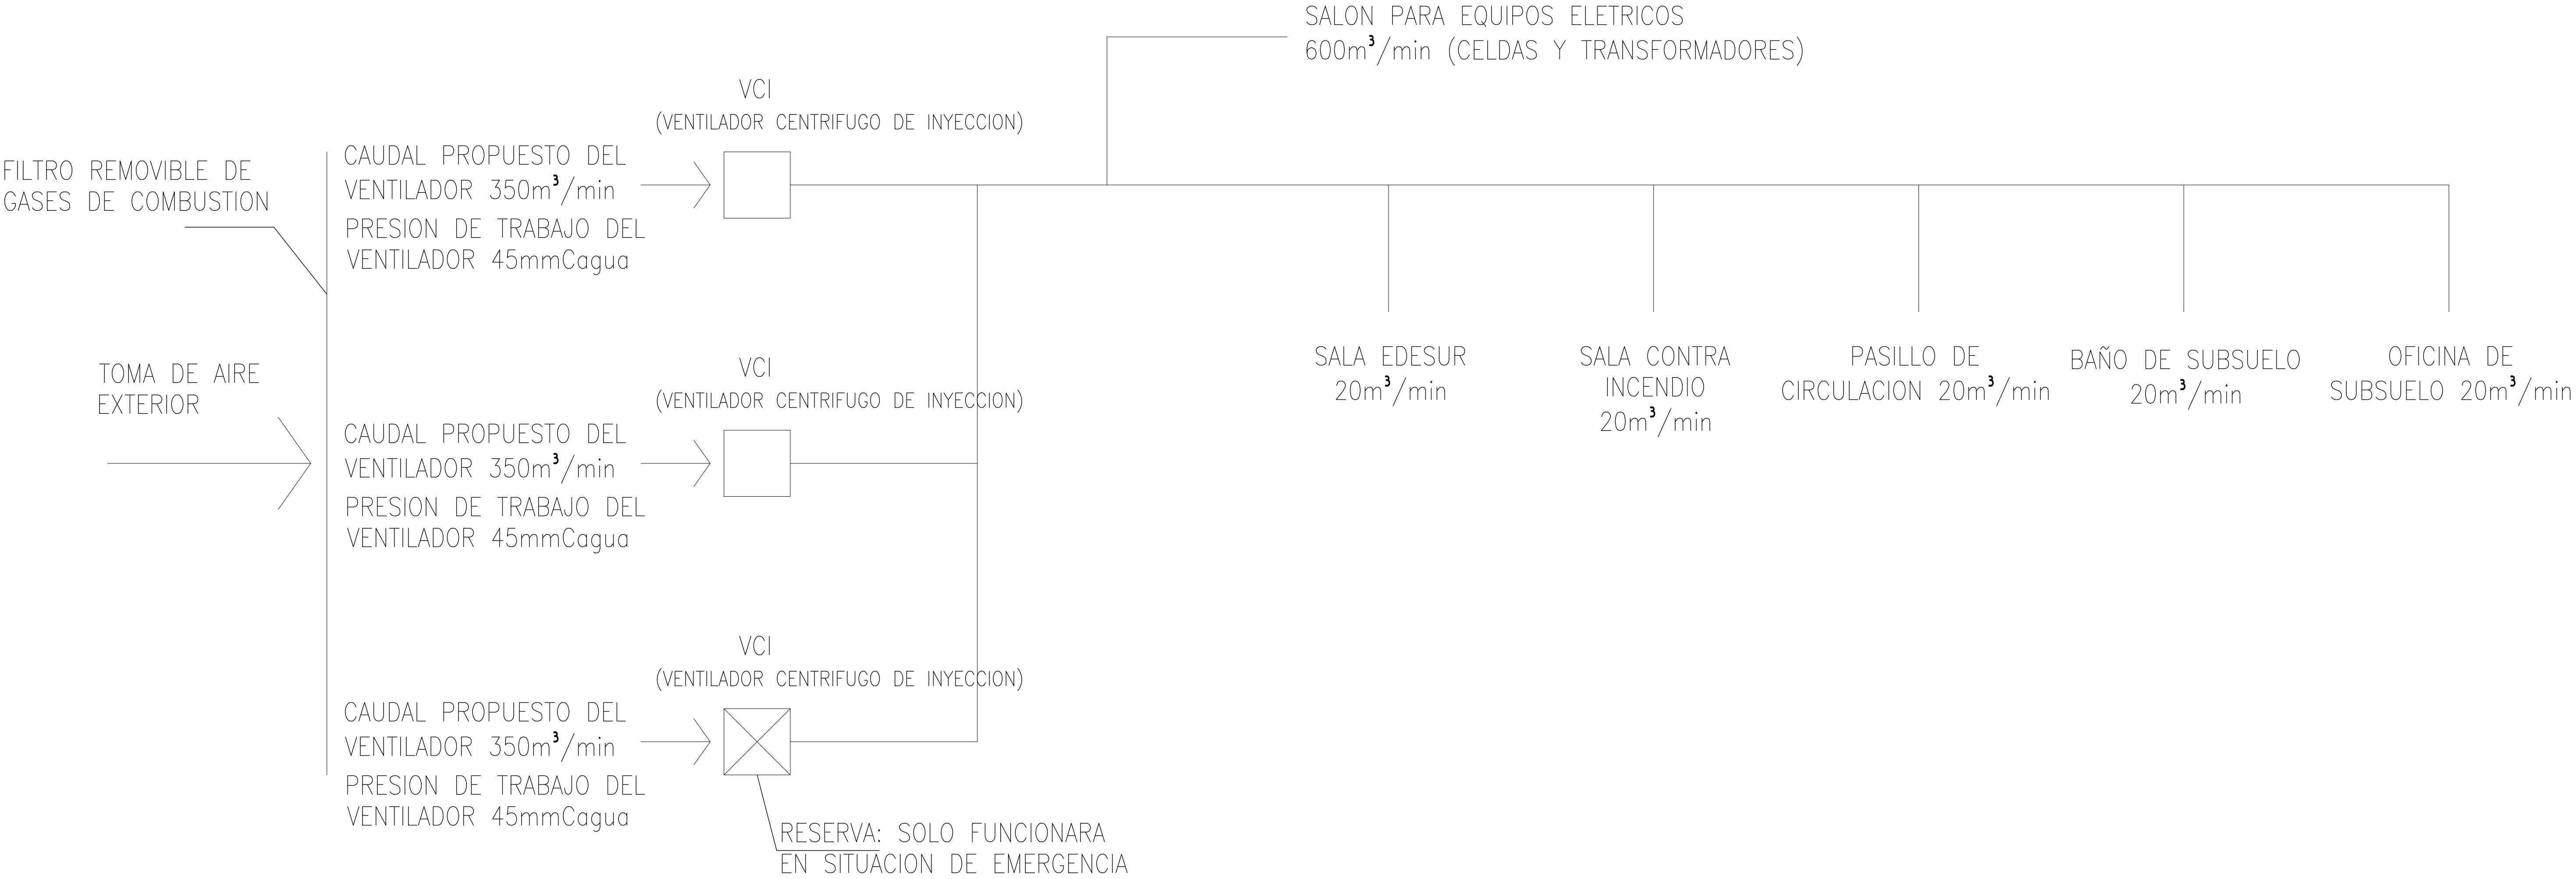 SALON PARA EQUIPOS ELETRICOS
600m³/min (CELDAS Y TRANSFORMADORES)
VCI
(VENTILADOR CENTRIFUGO DE INYECCION)
FILTRO REMOVIBLE DE
GASES DE COMBUSTION
CAUDAL PROPUESTO DEL
VENTILADOR 350m³/min
PRESION DE TRABAJO DEL
VENTILADOR 45mmCagua
TOMA DE AIRE
EXTERIOR
VCI
(VENTILADOR CENTRIFUGO DE INYECCION)
CAUDAL PROPUESTO DEL
VENTILADOR 350m³/min
PRESION DE TRABAJO DEL
VENTILADOR 45mmCagua
SALA EDESUR
20m³/min
SALA CONTRA
INCENDIO
20m³/min
PASILLO DE
CIRCULACION 20m³/min
BAÑO DE SUBSUELO
20m³/min
OFICINA DE
SUBSUELO 20m³/min
VCI
(VENTILADOR CENTRIFUGO DE INYECCION)
CAUDAL PROPUESTO DEL
VENTILADOR 350m³/min
PRESION DE TRABAJO DEL
VENTILADOR 45mmCagua
RESERVA: SOLO FUNCIONARA
EN SITUACION DE EMERGENCIA